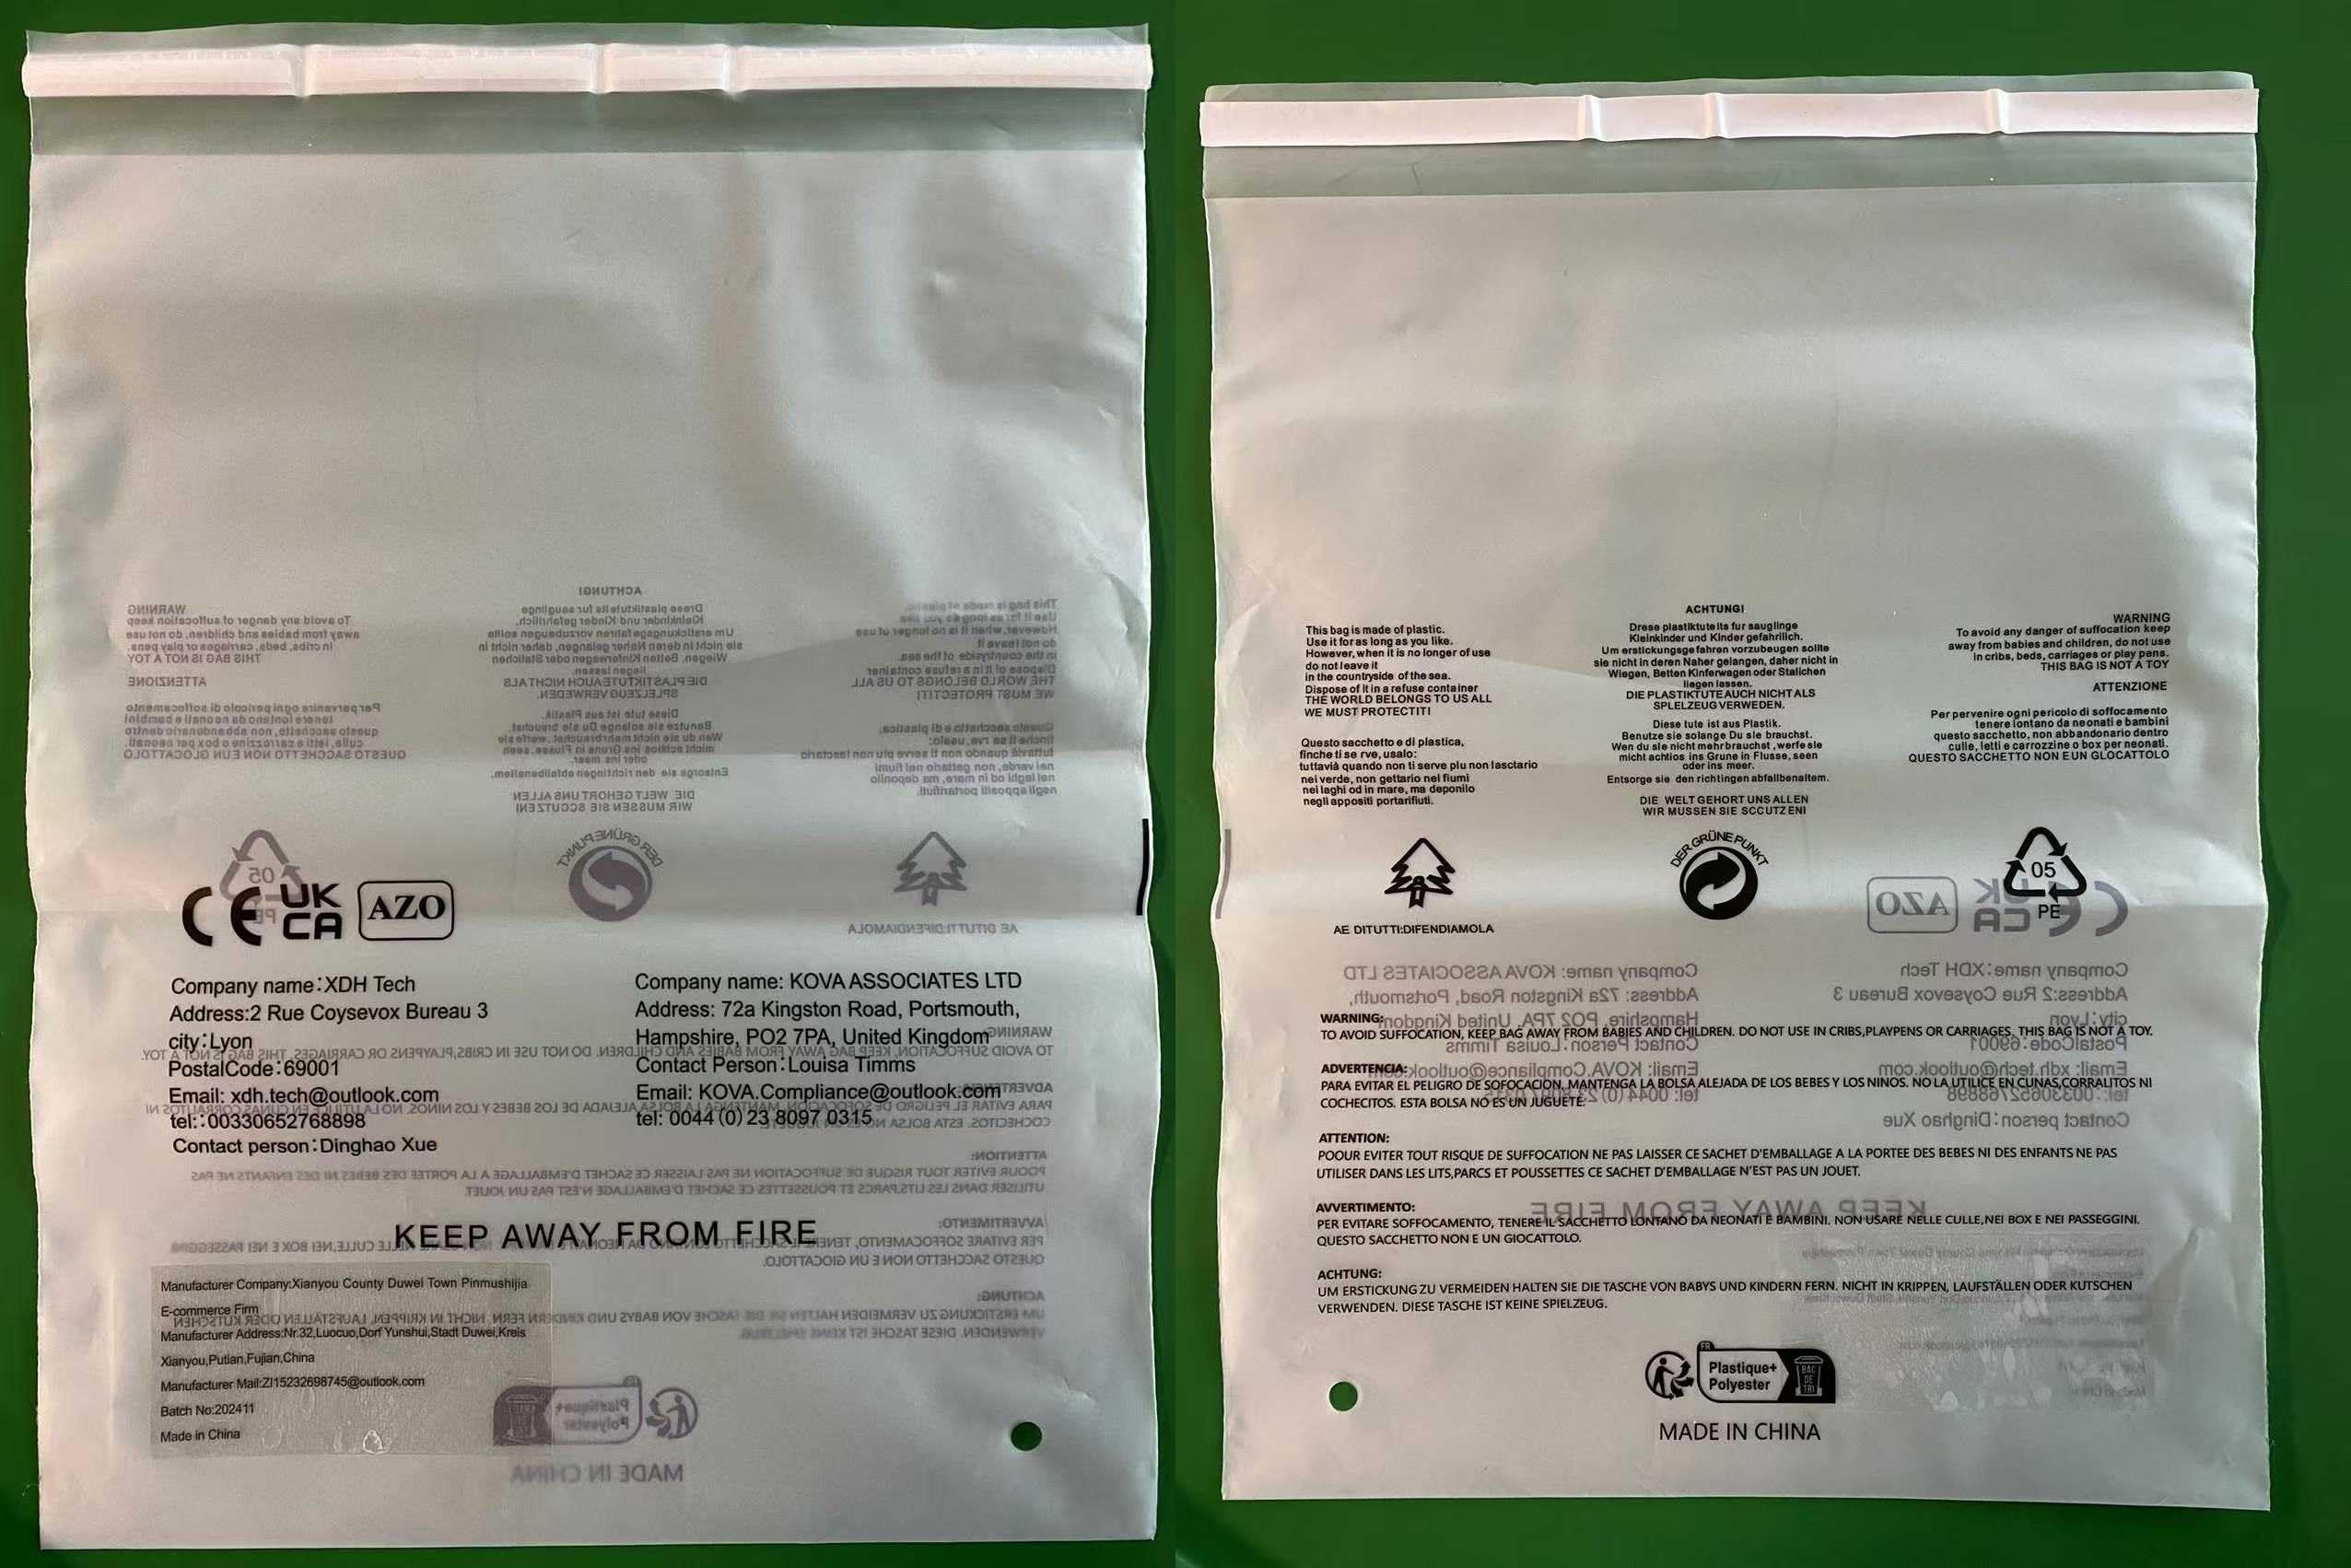 CE UK CA AZO
Company name:XDH Tech
Address:2 Rue Coysevox Bureau 3
city:Lyon
PostalCode:69001
Email: xdh.tech@outlook.com
tel::00330652768898
Contact person:Dinghao Xue
Company name: KOVA ASSOCIATES LTD
Address: 72a Kingston Road, Portsmouth,
Hampshire, PO2 7PA, United Kingdom
Contact Person:Louisa Timms
Email: KOVA.Compliance@outlook.com
tel: 0044 (0) 23 8097 0315
KEEP AWAY FROM FIRE
Manufacturer Company:Xianyou County Duwei Town Pinmushijia
E-commerce Firm
Manufacturer Address:Nr.32,Luocuo,Dorf Yunshui,Stadt Duwei,Kreis
Xianyou,Putian,Fujian,China
Manufacturer Mail:Zl15232698745@outlook.com
Batch No:202411
Made in China
This bag is made of plastic.
Use it for as long as you like.
However, when it is no longer of use
do not leave it
in the countryside of the sea.
Dispose of it in a refuse container
THE WORLD BELONGS TO US ALL
WE MUST PROTECTITI
Questo sacchetto e di plastica,
finche ti se rve, usalo:
tuttavià quando non ti serve plu non lasctario
nei verde, non gettario nel fiumi
nei laghi od in mare, ma deponilo
negli appositi portarifiuti.
ACHTUNGI
Drese plastiktute its fur sauglinge
Kleinkinder und Kinder gefahrilich.
Um erstickungsge fahren vorzubeugen sollte
sie nicht in deren Naher gelangen, daher nicht in
Wiegen, Betten Kinferwagen oder Stalichen
liegen lassen.
DIE PLASTIKTUTE AUCH NICHT ALS
SPLELZEUG VERWEDEN.
Diese tute ist aus Plastik.
Benutze sie solange Du sle brauchst.
Wen du sle nicht mehr brauchst , werfe sle
micht achtios ins Grune in Flusse, seen
oder ins meer.
Entsorge sie den richtingen abfallbenaltem.
DIE WELT GEHORT UNS ALLEN
WIR MUSSEN SIE SCCUTZENI
WARNING
To avoid any danger of suffocation keep
away from babies and children, do not use
in cribs, beds, carriages or play pens.
THIS BAG IS NOT A TOY
ATTENZIONE
Per pervenire ogni pericolo di soffocamento
tenere lontano da neonati e bambini
questo sacchetto, non abbandonario dentro
culle, letti e carrozzine o box per neonati.
QUESTO SACCHETTO NON E UN GLOCATTOLO
AE DITUTTI:DIFENDIAMOLA
DER GRÜNE PUNKT
05
PE
WARNING:
TO AVOID SUFFOCATION, KEEP BAG AWAY FROM BABIES AND CHILDREN. DO NOT USE IN CRIBS,PLAYPENS OR CARRIAGES, THIS BAG IS NOT A TOY.
ADVERTENCIA:
PARA EVITAR EL PELIGRO DE SOFOCACION, MANTENGA LA BOLSA ALEJADA DE LOS BEBES Y LOS NINOS. NO LA UTILICE EN CUNAS,CORRALITOS NI
COCHECITOS. ESTA BOLSA NO ES UN JUGUETE.
ATTENTION:
POOUR EVITER TOUT RISQUE DE SUFFOCATION NE PAS LAISSER CE SACHET D'EMBALLAGE A LA PORTEE DES BEBES NI DES ENFANTS NE PAS
UTILISER DANS LES LITS,PARCS ET POUSSETTES CE SACHET D'EMBALLAGE N'EST PAS UN JOUET.
AVVERTIMENTO:
PER EVITARE SOFFOCAMENTO, TENERE IL SACCHETTO LONTANO DA NEONATI E BAMBINI. NON USARE NELLE CULLE,NEI BOX E NEI PASSEGGINI.
QUESTO SACCHETTO NON E UN GIOCATTOLO.
ACHTUNG:
UM ERSTICKUNG ZU VERMEIDEN HALTEN SIE DIE TASCHE VON BABYS UND KINDERN FERN. NICHT IN KRIPPEN, LAUFSTÄLLEN ODER KUTSCHEN
VERWENDEN. DIESE TASCHE IST KEINE SPIELZEUG.
FR
Plastique+
Polyester
BAC
DE
TRI
MADE IN CHINA